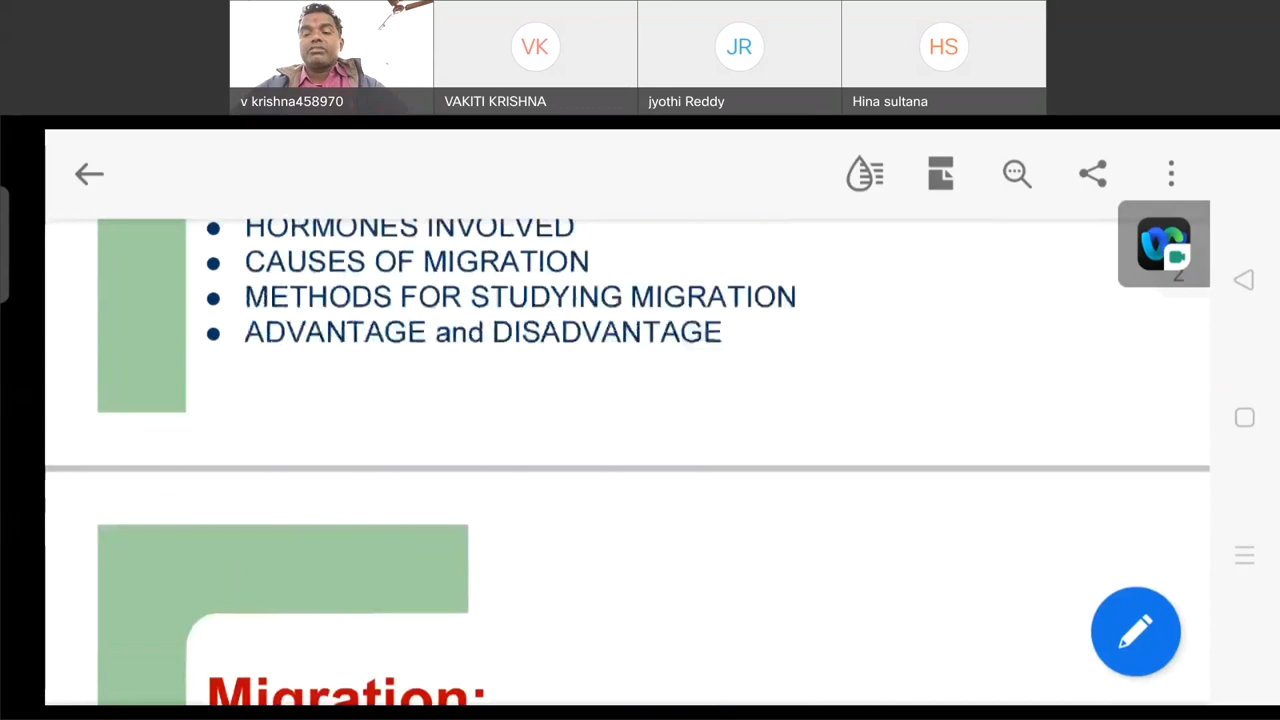 VK
JR
HS
v krishna458970
VAKITI KRISHNA
jyothi Reddy
Hina sultana
● HORMONES INVOLVED
● CAUSES OF MIGRATION
● METHODS FOR STUDYING MIGRATION
● ADVANTAGE and DISADVANTAGE
2
Migration: